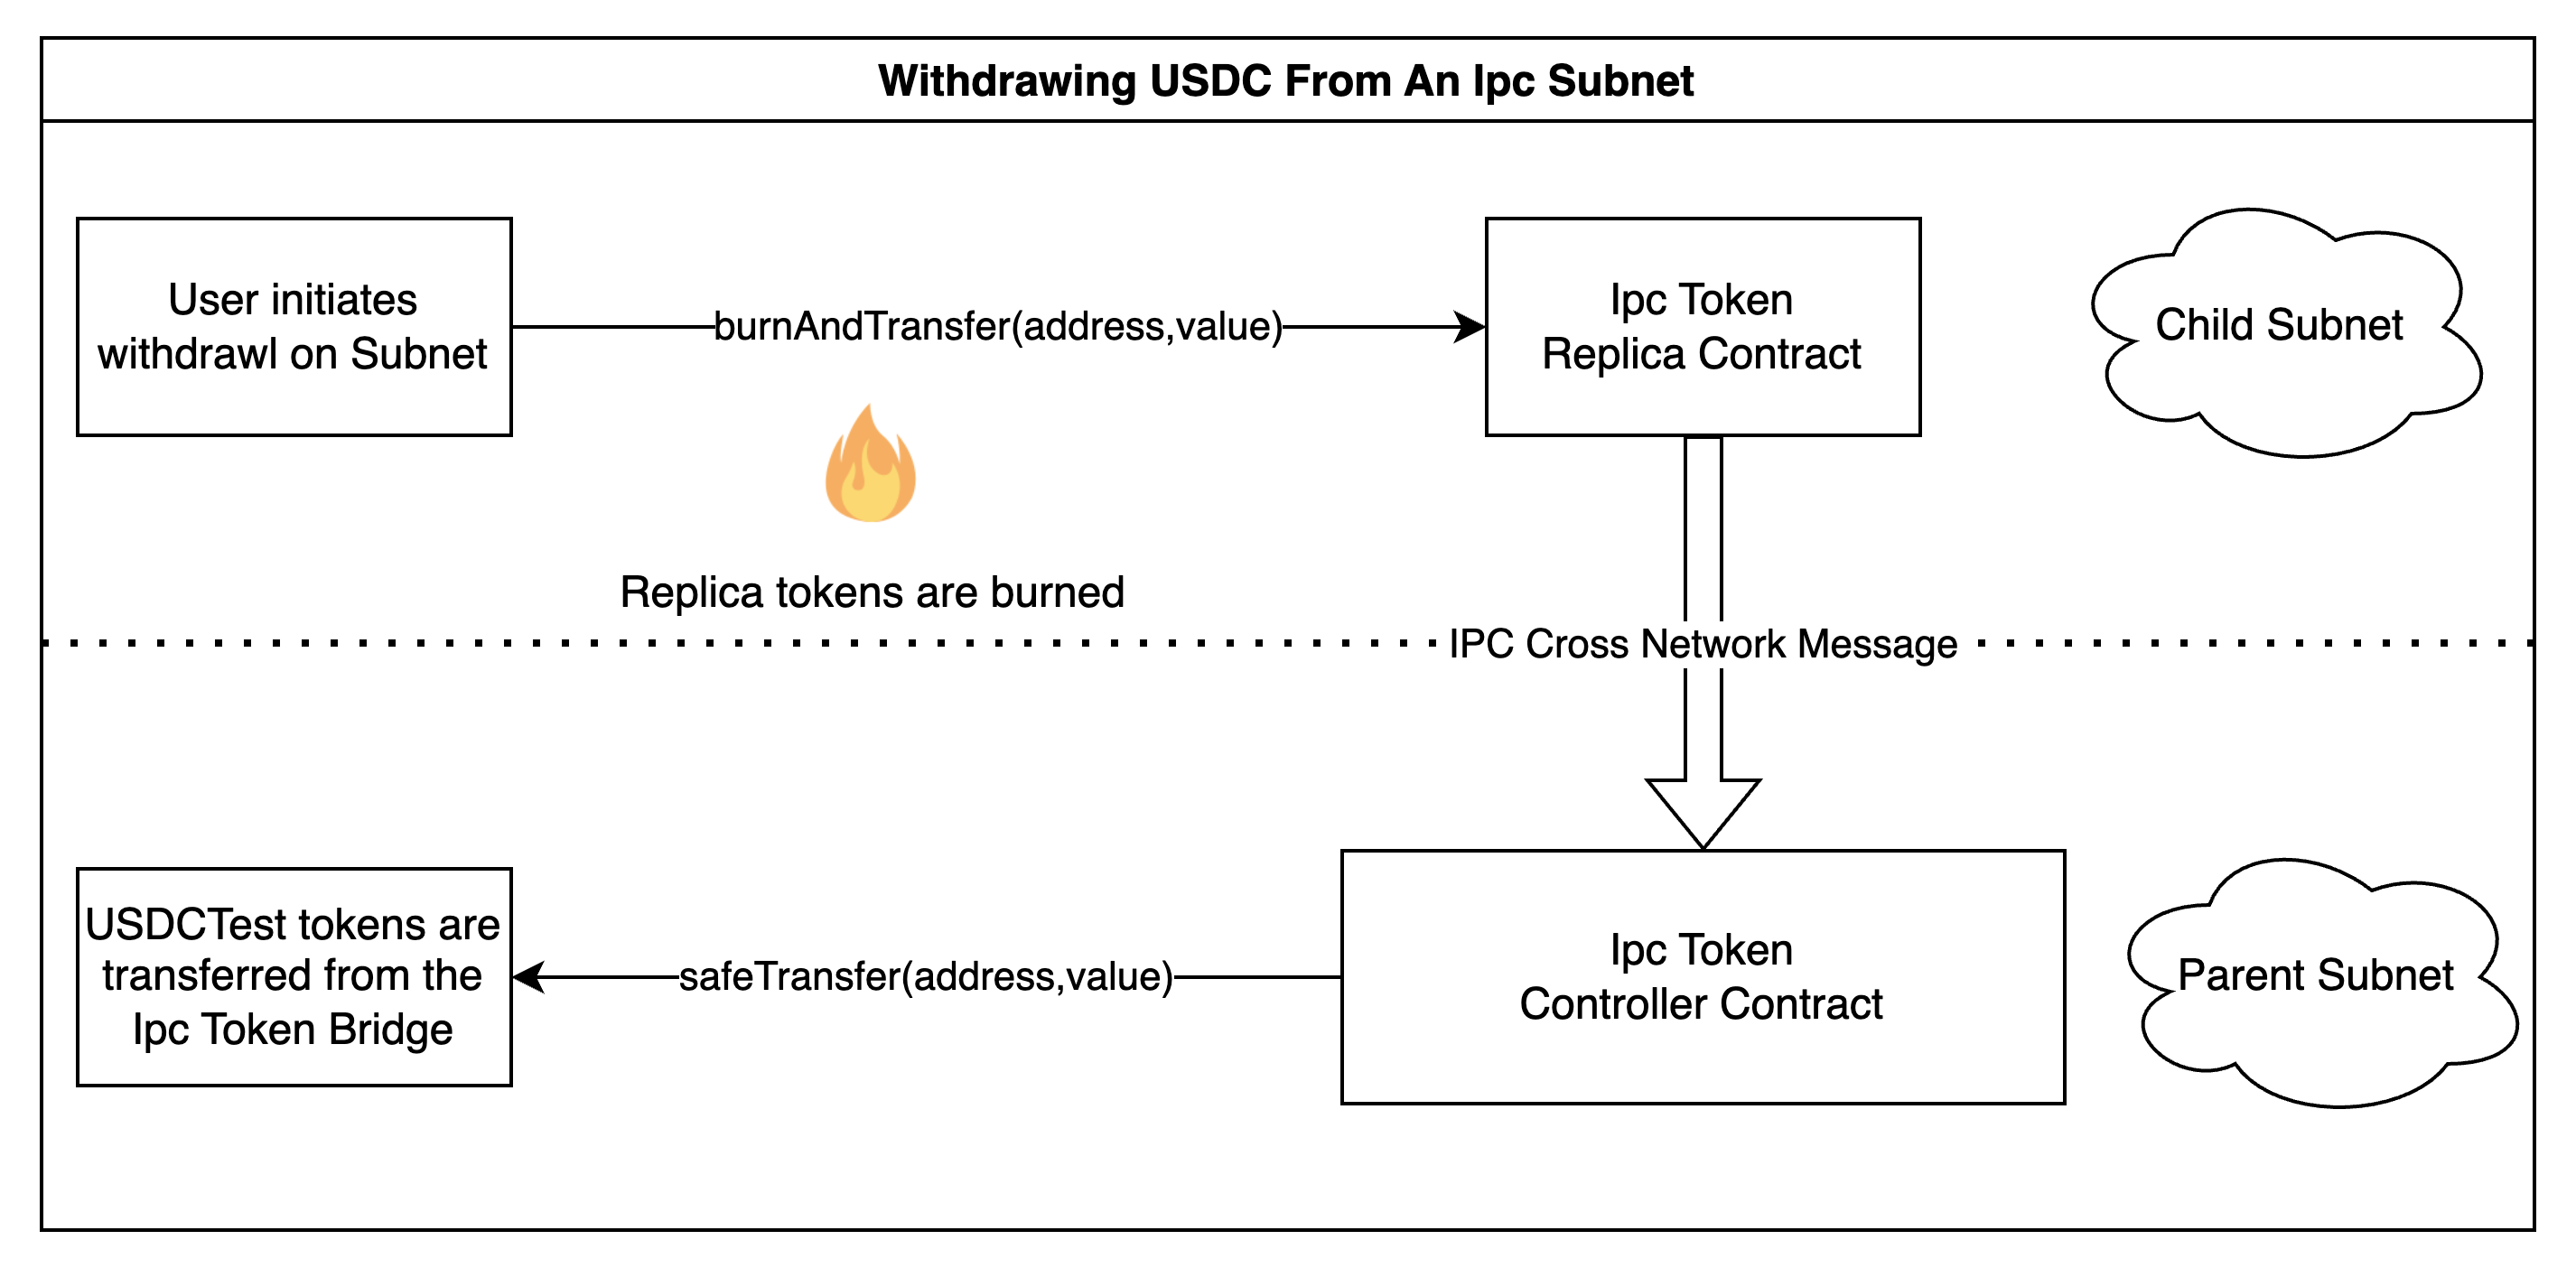 Withdrawing USDC From An Ipc Subnet
User initiates
withdrawl on Subnet
burnAndTransfer(address,value)
Ipc Token
Replica Contract
Child Subnet
Replica tokens are burned
IPC Cross Network Message
USDCTest tokens are
transferred from the
Ipc Token Bridge
safeTransfer(address,value)
Ipc Token
Controller Contract
Parent Subnet